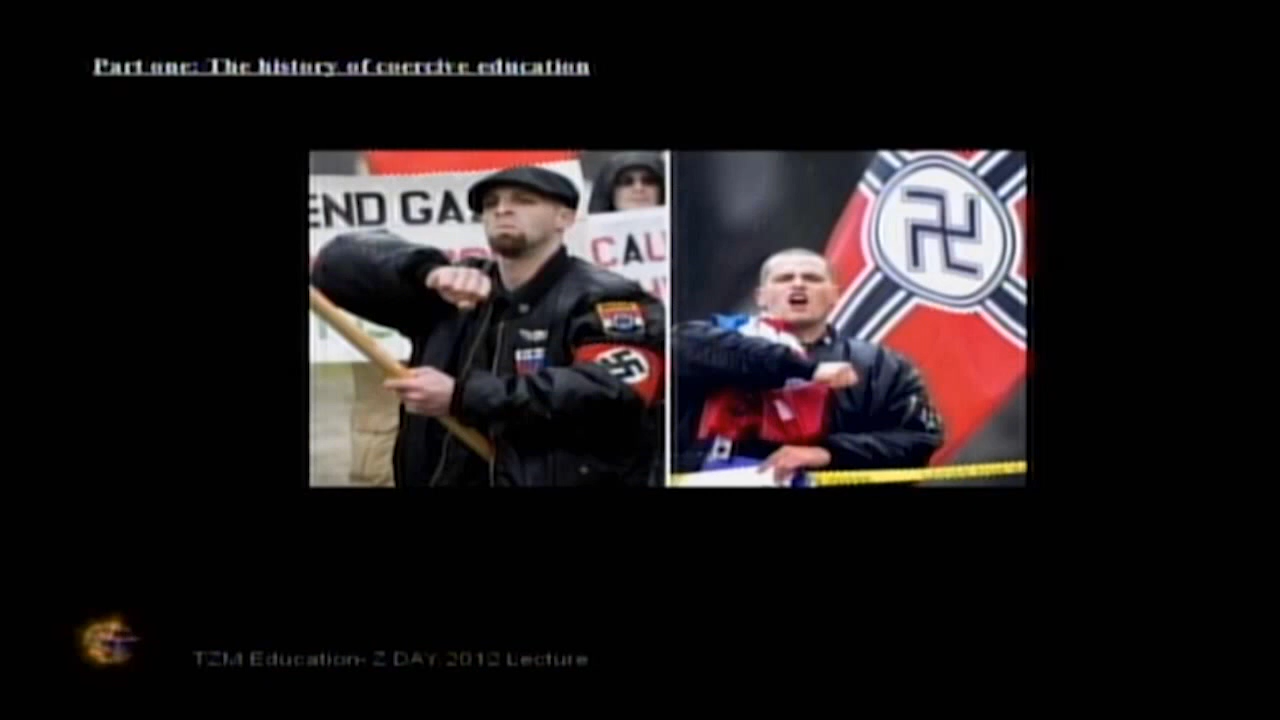 Part one: The history of coercive education
END GA
CAU
TZM Education- Z DAY 2012 Lecture